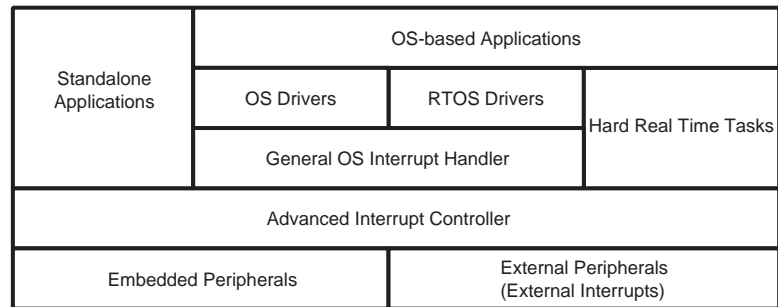 OS-based Applications
Standalone
Applications
OS Drivers
RTOS Drivers
Hard Real Time Tasks
General OS Interrupt Handler
Advanced Interrupt Controller
Embedded Peripherals
External Peripherals
(External Interrupts)